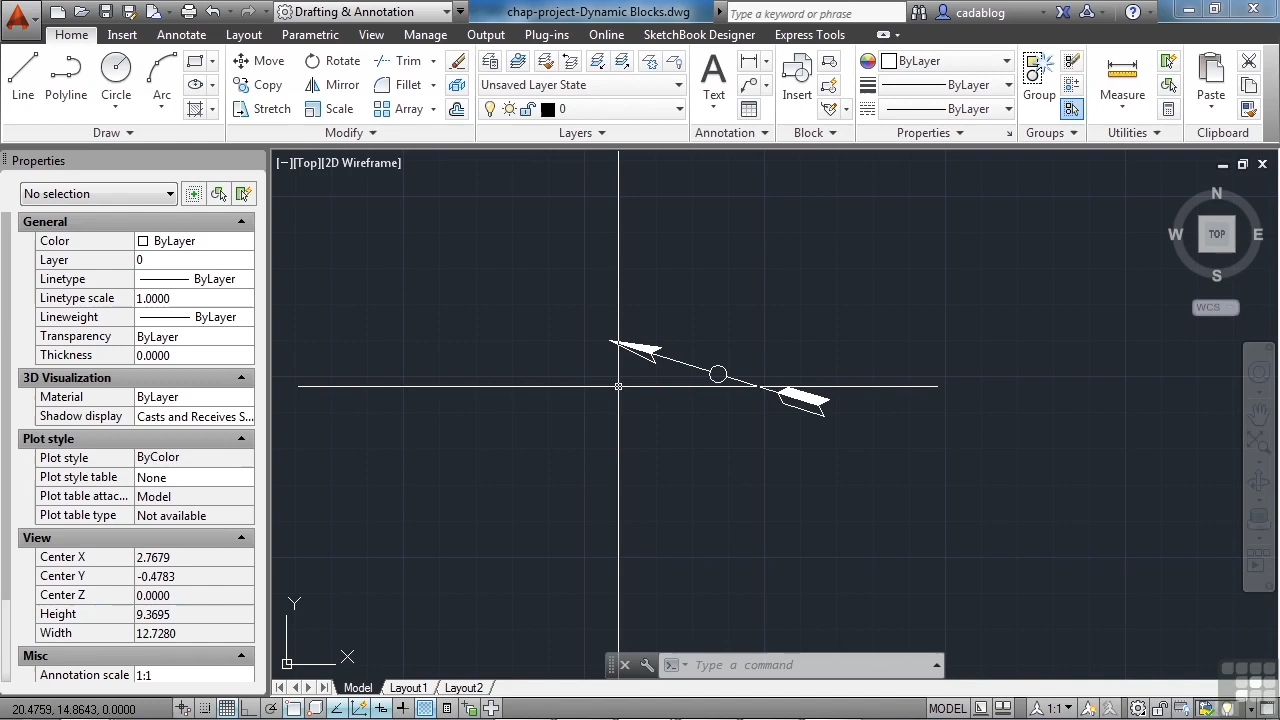 Drafting & Annotation
chap-project-Dynamic Blocks.dwg
Type a keyword or phrase
cadablog
Home Insert Annotate Layout Parametric View Manage Output Plug-ins Online SketchBook Designer Express Tools
Line Polyline Circle Arc
Move Rotate Trim
Copy Mirror Fillet
Stretch Scale Array
Unsaved Layer State
0
Text
Insert
ByLayer
ByLayer
ByLayer
Group
Measure
Paste
Draw Modify Layers Annotation Block Properties Groups Utilities Clipboard
Properties
No selection
General
Color ByLayer
Layer 0
Linetype ByLayer
Linetype scale 1.0000
Lineweight ByLayer
Transparency ByLayer
Thickness 0.0000
3D Visualization
Material ByLayer
Shadow display Casts and Receives S...
Plot style
Plot style ByColor
Plot style table None
Plot table attac... Model
Plot table type Not available
View
Center X 2.7679
Center Y -0.4783
Center Z 0.0000
Height 9.3695
Width 12.7280
Misc
Annotation scale 1:1
[−][Top][2D Wireframe]
N
W TOP E
S
WCS
Y
X
Type a command
Model Layout1 Layout2
20.4759, 14.8643, 0.0000
MODEL
1:1